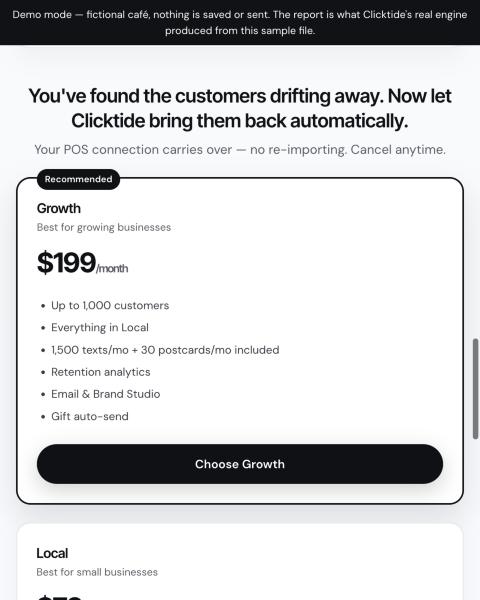 Demo mode — fictional café, nothing is saved or sent. The report is what Clicktide's real engine
produced from this sample file.
You've found the customers drifting away. Now let
Clicktide bring them back automatically.
Your POS connection carries over — no re-importing. Cancel anytime.
Recommended
Growth
Best for growing businesses
$199/month
• Up to 1,000 customers
• Everything in Local
• 1,500 texts/mo + 30 postcards/mo included
• Retention analytics
• Email & Brand Studio
• Gift auto-send
Choose Growth
Local
Best for small businesses